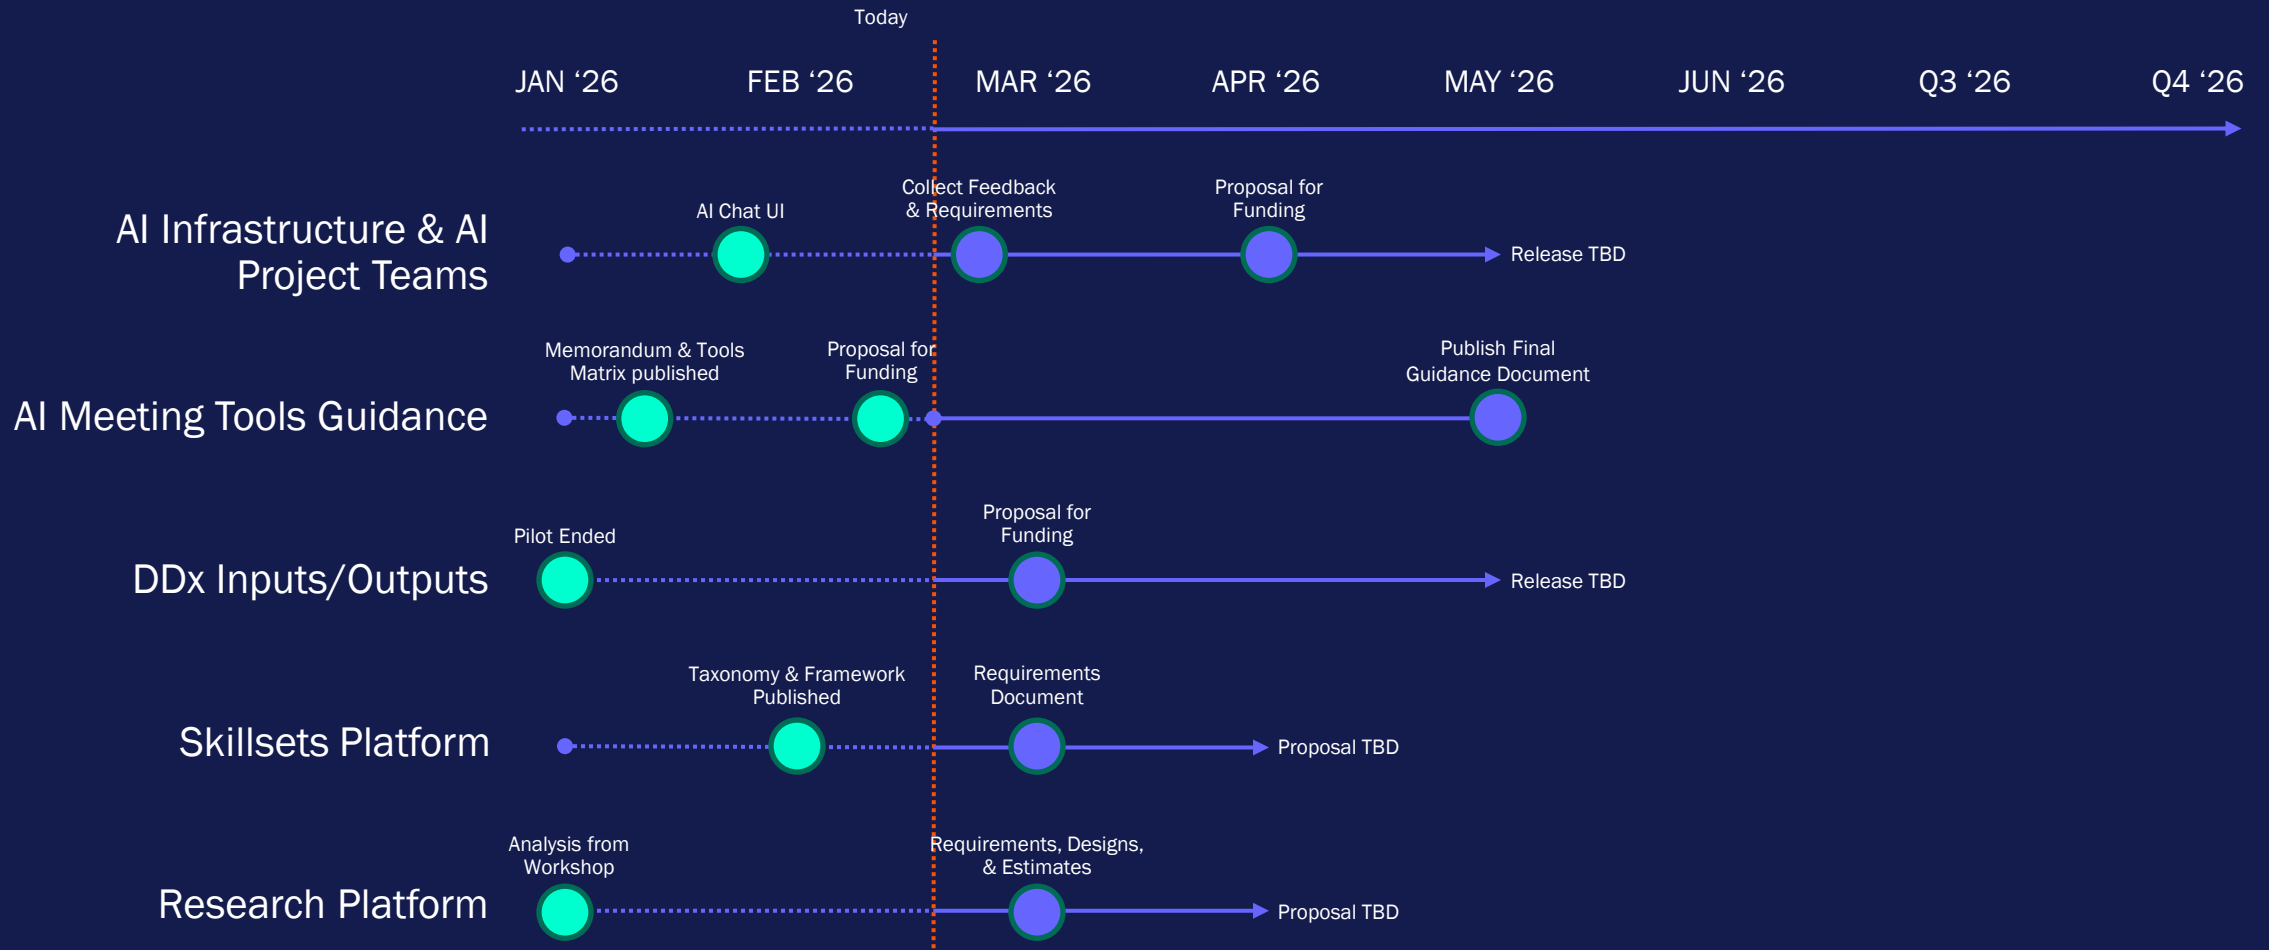 Today
JAN ‘26
FEB ‘26
MAR ‘26
APR ‘26
MAY ‘26
JUN ‘26
Q3 ‘26
Q4 ‘26
AI Infrastructure & AI
Project Teams
AI Chat UI
Collect Feedback
& Requirements
Proposal for
Funding
Release TBD
AI Meeting Tools Guidance
Memorandum & Tools
Matrix published
Proposal for
Funding
Publish Final
Guidance Document
DDx Inputs/Outputs
Pilot Ended
Proposal for
Funding
Release TBD
Skillsets Platform
Taxonomy & Framework
Published
Requirements
Document
Proposal TBD
Research Platform
Analysis from
Workshop
Requirements, Designs,
& Estimates
Proposal TBD